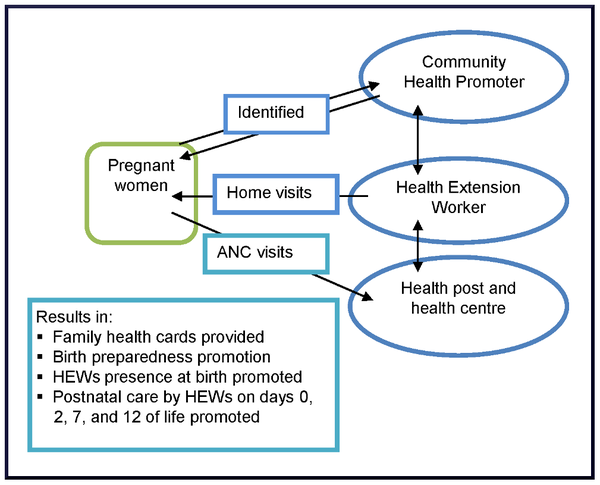 Community
Health Promoter
Identified
Pregnant
women
Home visits
Health Extension
Worker
ANC visits
Health post and
health centre
Results in:
▪ Family health cards provided
▪ Birth preparedness promotion
▪ HEWs presence at birth promoted
▪ Postnatal care by HEWs on days 0,
2, 7, and 12 of life promoted